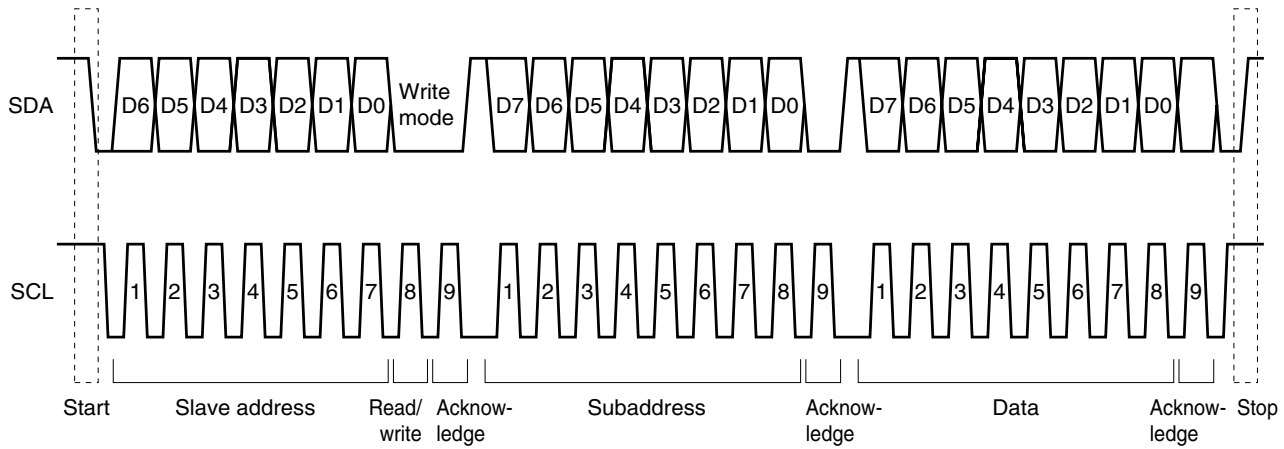 SDA D6 D5 D4 D3 D2 D1 D0 Write mode D7 D6 D5 D4 D3 D2 D1 D0 D7 D6 D5 D4 D3 D2 D1 D0
SCL 1 2 3 4 5 6 7 8 9 1 2 3 4 5 6 7 8 9 1 2 3 4 5 6 7 8 9
Start Slave address Read/ Acknow- Subaddress Acknow- Data Acknow- Stop
write ledge ledge ledge